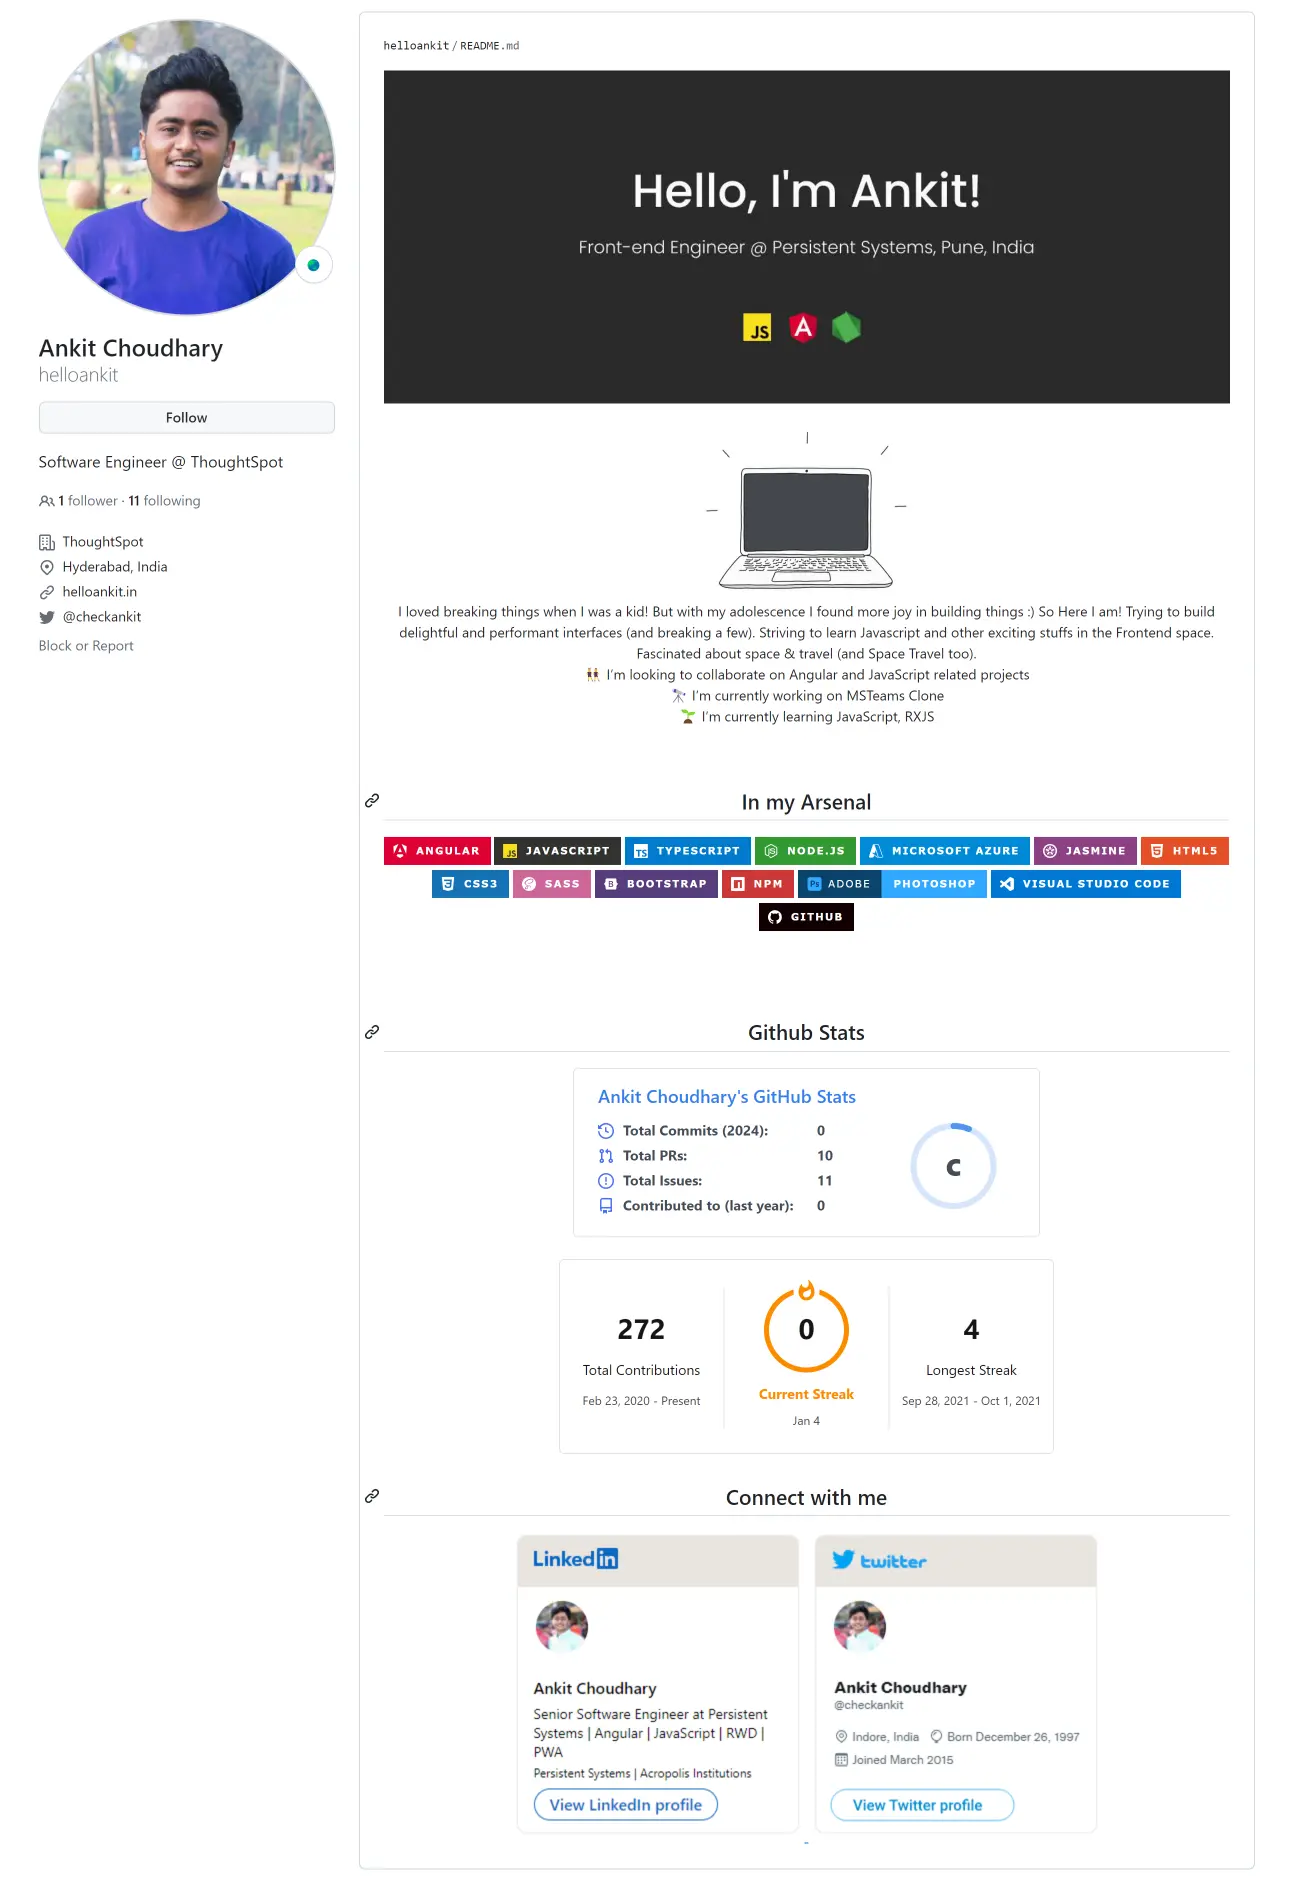 Ankit Choudhary
helloankit
Follow
Software Engineer @ ThoughtSpot
1 follower · 11 following
ThoughtSpot
Hyderabad, India
helloankit.in
@checkankit
Block or Report
helloankit / README.md
Hello, I'm Ankit!
Front-end Engineer @ Persistent Systems, Pune, India
JS A
I loved breaking things when I was a kid! But with my adolescence I found more joy in building things :) So Here I am! Trying to build
delightful and performant interfaces (and breaking a few). Striving to learn Javascript and other exciting stuffs in the Frontend space.
Fascinated about space & travel (and Space Travel too).
I'm looking to collaborate on Angular and JavaScript related projects
I'm currently working on MSTeams Clone
I'm currently learning JavaScript, RXJS
In my Arsenal
ANGULAR JS JAVASCRIPT TS TYPESCRIPT NODE.JS MICROSOFT AZURE JASMINE HTML5
CSS3 SASS B BOOTSTRAP NPM Ps ADOBE PHOTOSHOP VISUAL STUDIO CODE
GITHUB
Github Stats
Ankit Choudhary's GitHub Stats
Total Commits (2024): 0
Total PRs: 10
Total Issues: 11
Contributed to (last year): 0
C
272
Total Contributions
Feb 23, 2020 - Present
0
Current Streak
Jan 4
4
Longest Streak
Sep 28, 2021 - Oct 1, 2021
Connect with me
Linkedin
Ankit Choudhary
Senior Software Engineer at Persistent
Systems | Angular | JavaScript | RWD |
PWA
Persistent Systems | Acropolis Institutions
View LinkedIn profile
twitter
Ankit Choudhary
@checkankit
Indore, India Born December 26, 1997
Joined March 2015
View Twitter profile